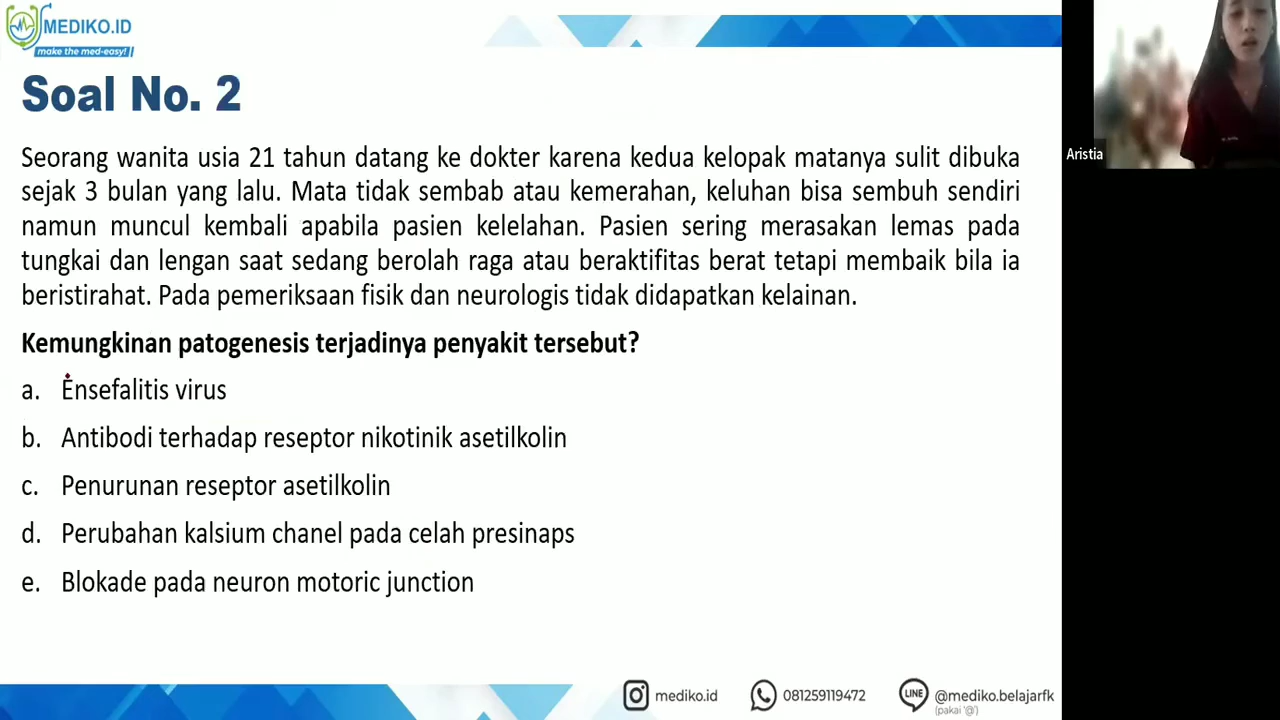 MEDIKO.ID
make the med-easy!
Soal No. 2
Seorang wanita usia 21 tahun datang ke dokter karena kedua kelopak matanya sulit dibuka
sejak 3 bulan yang lalu. Mata tidak sembab atau kemerahan, keluhan bisa sembuh sendiri
namun muncul kembali apabila pasien kelelahan. Pasien sering merasakan lemas pada
tungkai dan lengan saat sedang berolah raga atau beraktifitas berat tetapi membaik bila ia
beristirahat. Pada pemeriksaan fisik dan neurologis tidak didapatkan kelainan.
Kemungkinan patogenesis terjadinya penyakit tersebut?
a. Ensefalitis virus
b. Antibodi terhadap reseptor nikotinik asetilkolin
c. Penurunan reseptor asetilkolin
d. Perubahan kalsium chanel pada celah presinaps
e. Blokade pada neuron motoric junction
Aristia
mediko.id
081259119472
LINE
@mediko.belajarfk
(pakai '@')